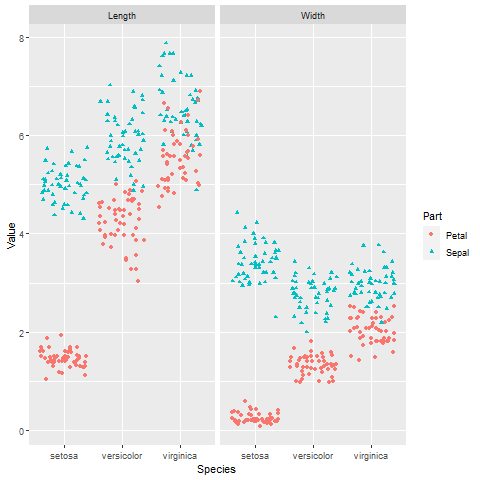 Length Width
8
6
4
2
0
Value
setosa versicolor virginica setosa versicolor virginica
Species
Part
Petal
Sepal